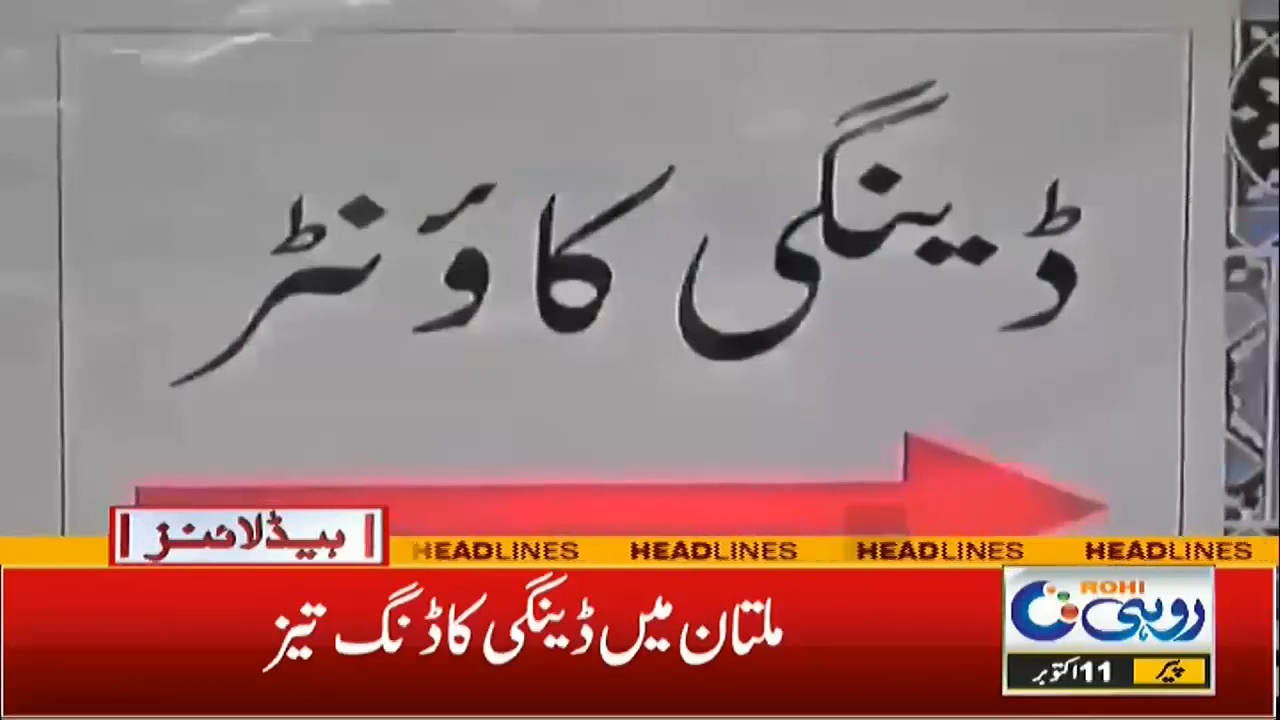 ڈینگی کاؤنٹر
ہیڈلائنز
HEADLINES HEADLINES HEADLINES HEADLINES
ملتان میں ڈینگی کا ڈنگ تیز
ROHI
روہی
پیر 11 اکتوبر